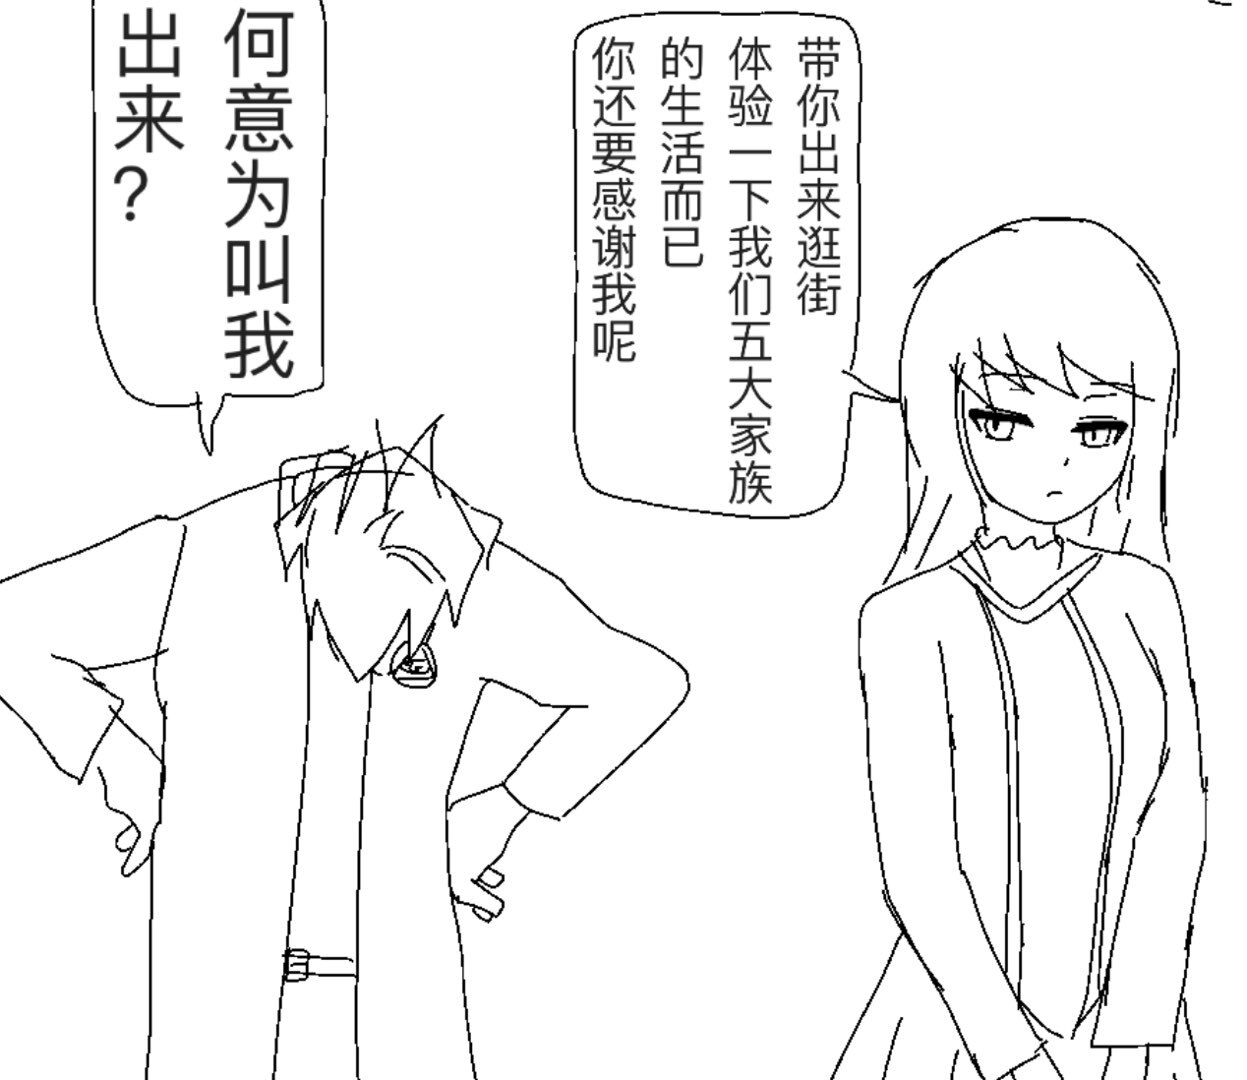 带你出来逛街
体验一下我们五大家族
的生活而已
你还要感谢我呢
何意为叫我
出来？